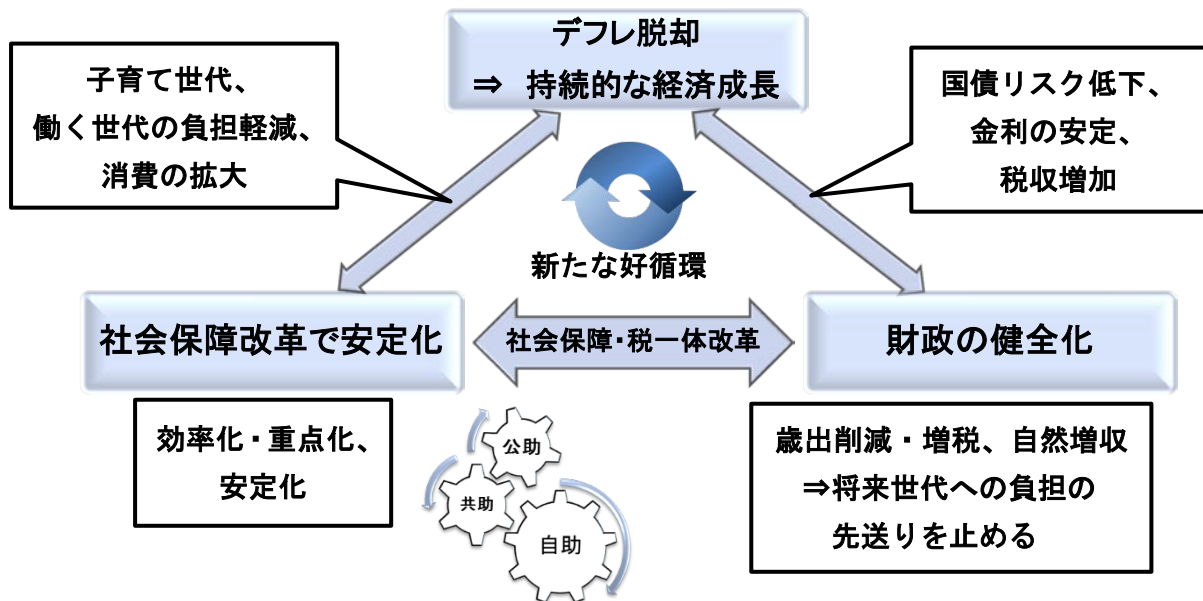 デフレ脱却
⇒ 持続的な経済成長
子育て世代、
働く世代の負担軽減、
消費の拡大
国債リスク低下、
金利の安定、
税収増加
新たな好循環
社会保障改革で安定化
社会保障・税一体改革
財政の健全化
効率化・重点化、
安定化
公助
共助
自助
歳出削減・増税、自然増収
⇒将来世代への負担の
先送りを止める